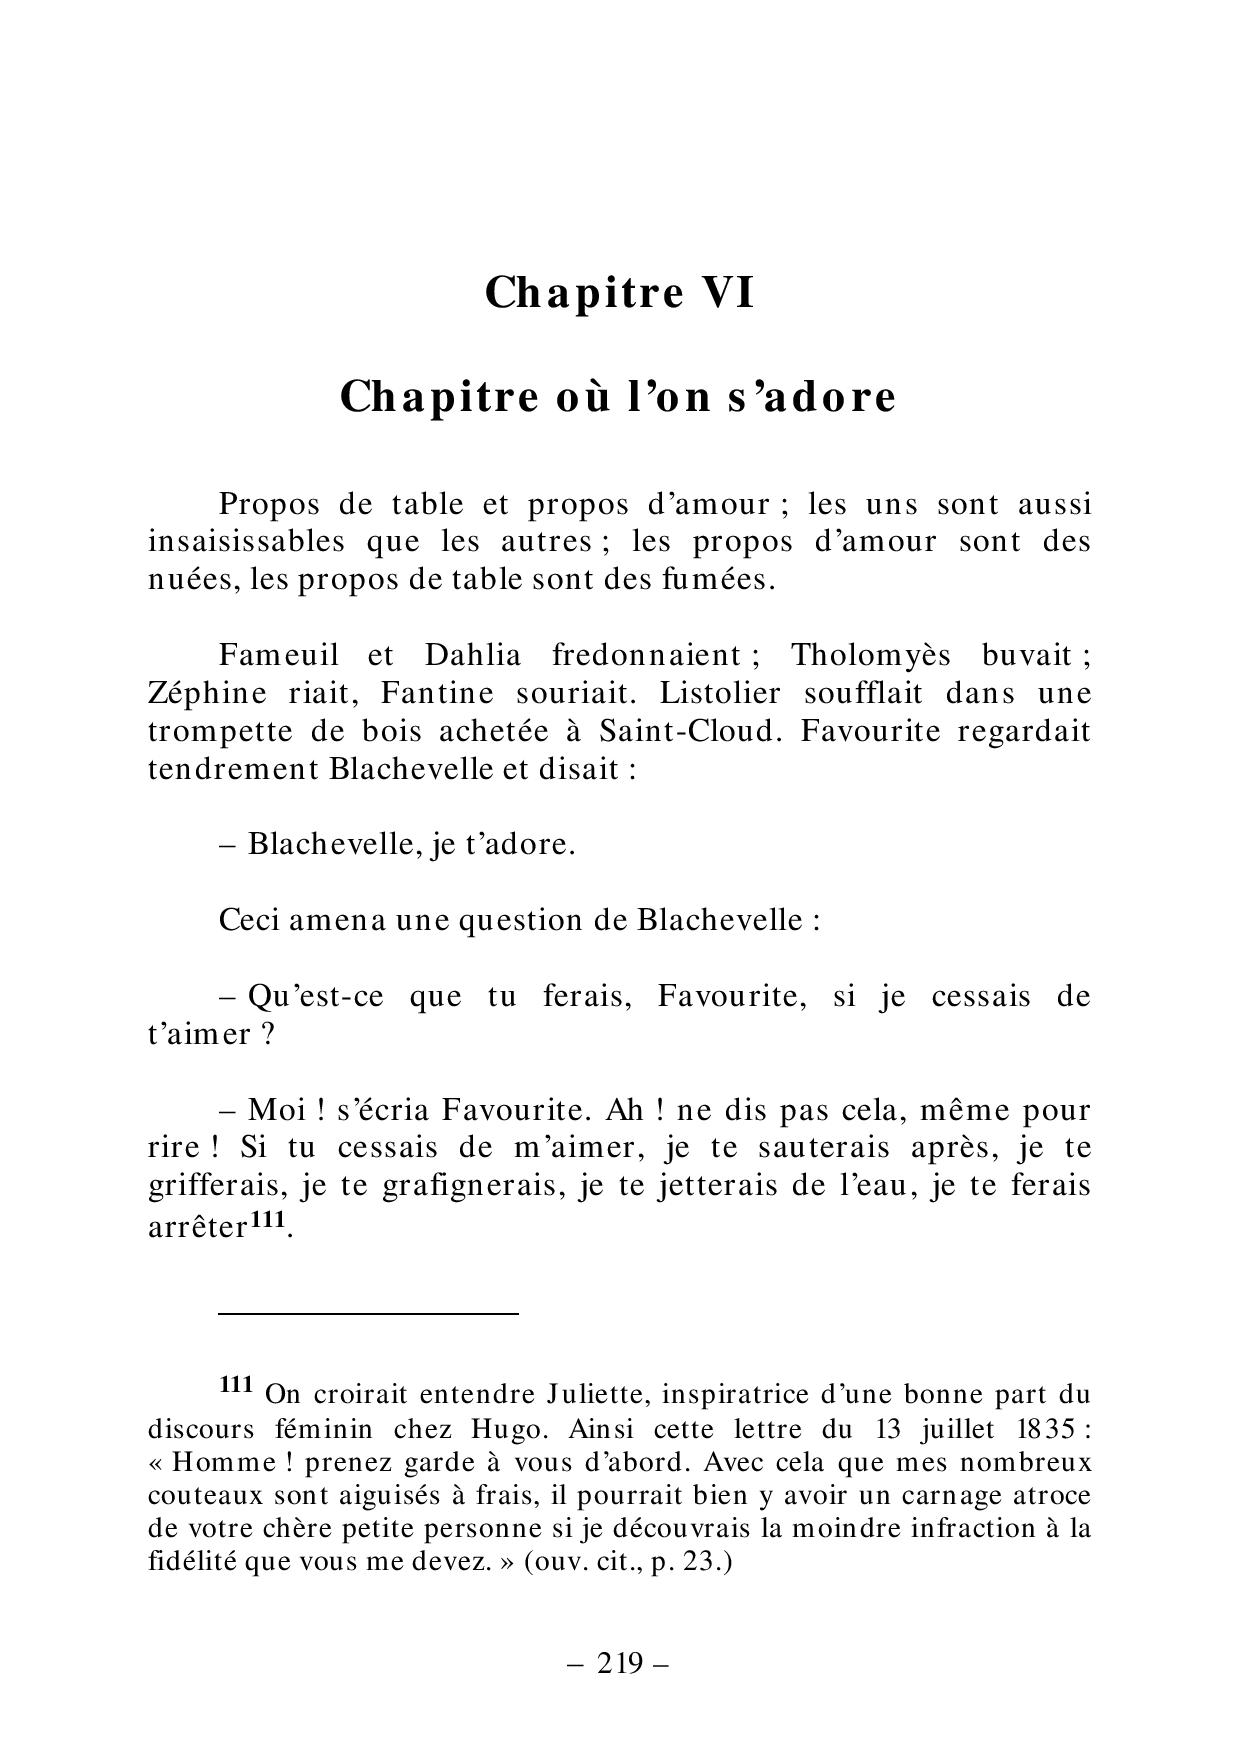 Chapitre VI
Chapitre où l’on s’adore
Propos de table et propos d’amour ; les uns sont aussi
insaisissables que les autres ; les propos d’amour sont des
nuées, les propos de table sont des fumées.
Fameuil et Dahlia fredonnaient ; Tholomyès buvait ;
Zéphine riait, Fantine souriait. Listolier soufflait dans une
trompette de bois achetée à Saint-Cloud. Favourite regardait
tendrement Blachevelle et disait :
– Blachevelle, je t’adore.
Ceci amena une question de Blachevelle :
– Qu’est-ce que tu ferais, Favourite, si je cessais de
t’aimer ?
– Moi ! s’écria Favourite. Ah ! ne dis pas cela, même pour
rire ! Si tu cessais de m’aimer, je te sauterais après, je te
grifferais, je te grafignerais, je te jetterais de l’eau, je te ferais
arrêter111.
111 On croirait entendre Juliette, inspiratrice d’une bonne part du
discours féminin chez Hugo. Ainsi cette lettre du 13 juillet 1835 :
« Homme ! prenez garde à vous d’abord. Avec cela que mes nombreux
couteaux sont aiguisés à frais, il pourrait bien y avoir un carnage atroce
de votre chère petite personne si je découvrais la moindre infraction à la
fidélité que vous me devez. » (ouv. cit., p. 23.)
– 219 –